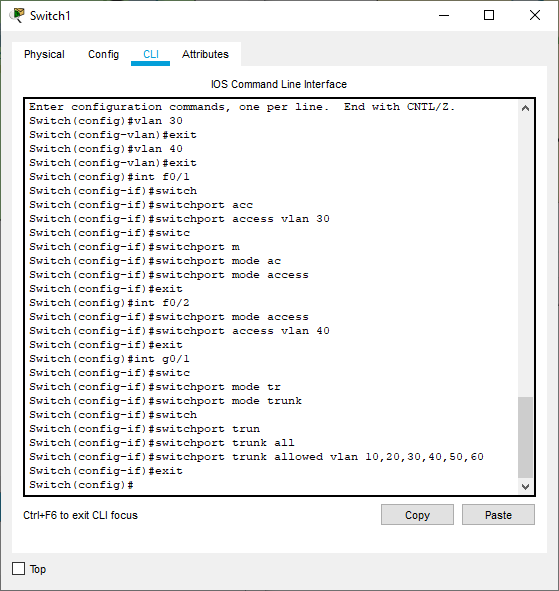 Switch1
Physical Config CLI Attributes
IOS Command Line Interface
Enter configuration commands, one per line.  End with CNTL/Z.
Switch(config)#vlan 30
Switch(config-vlan)#exit
Switch(config)#vlan 40
Switch(config-vlan)#exit
Switch(config)#int f0/1
Switch(config-if)#switch
Switch(config-if)#switchport acc
Switch(config-if)#switchport access vlan 30
Switch(config-if)#switc
Switch(config-if)#switchport m
Switch(config-if)#switchport mode ac
Switch(config-if)#switchport mode access
Switch(config-if)#exit
Switch(config)#int f0/2
Switch(config-if)#switchport mode access
Switch(config-if)#switchport access vlan 40
Switch(config-if)#exit
Switch(config)#int g0/1
Switch(config-if)#switc
Switch(config-if)#switchport mode tr
Switch(config-if)#switchport mode trunk
Switch(config-if)#switch
Switch(config-if)#switchport trun
Switch(config-if)#switchport trunk all
Switch(config-if)#switchport trunk allowed vlan 10,20,30,40,50,60
Switch(config-if)#exit
Switch(config)#
Ctrl+F6 to exit CLI focus
Copy Paste
Top